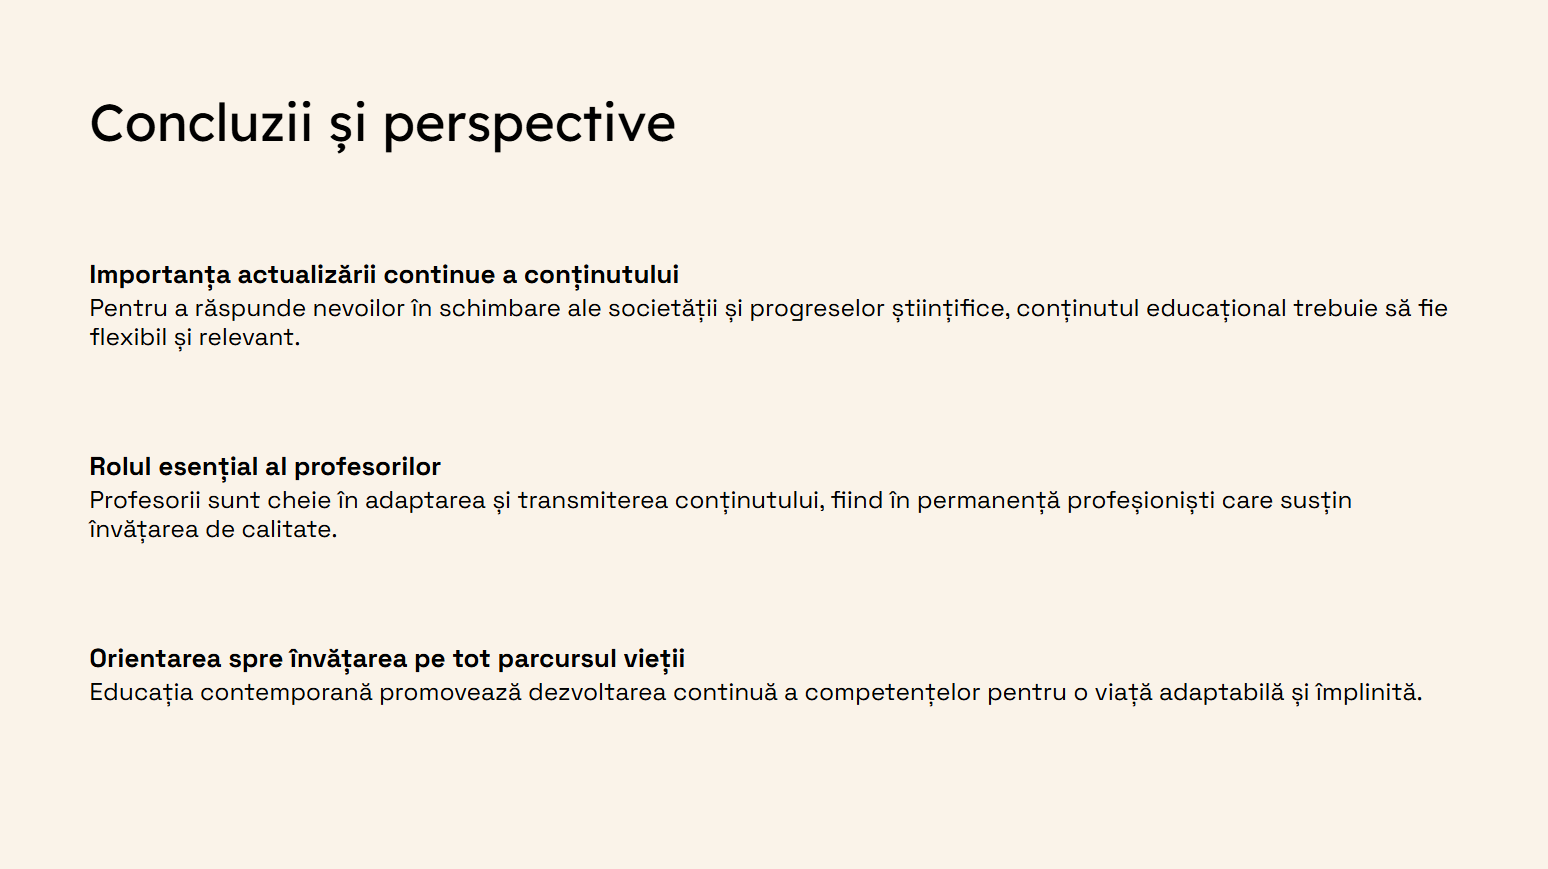 Concluzii și perspective
Importanța actualizării continue a conținutului
Pentru a răspunde nevoilor în schimbare ale societății și progreselor științifice, conținutul educațional trebuie să fie
flexibil și relevant.
Rolul esențial al profesorilor
Profesorii sunt cheie în adaptarea și transmiterea conținutului, fiind în permanență profeșioniști care susțin
învățarea de calitate.
Orientarea spre învățarea pe tot parcursul vieții
Educația contemporană promovează dezvoltarea continuă a competențelor pentru o viață adaptabilă și împlinită.